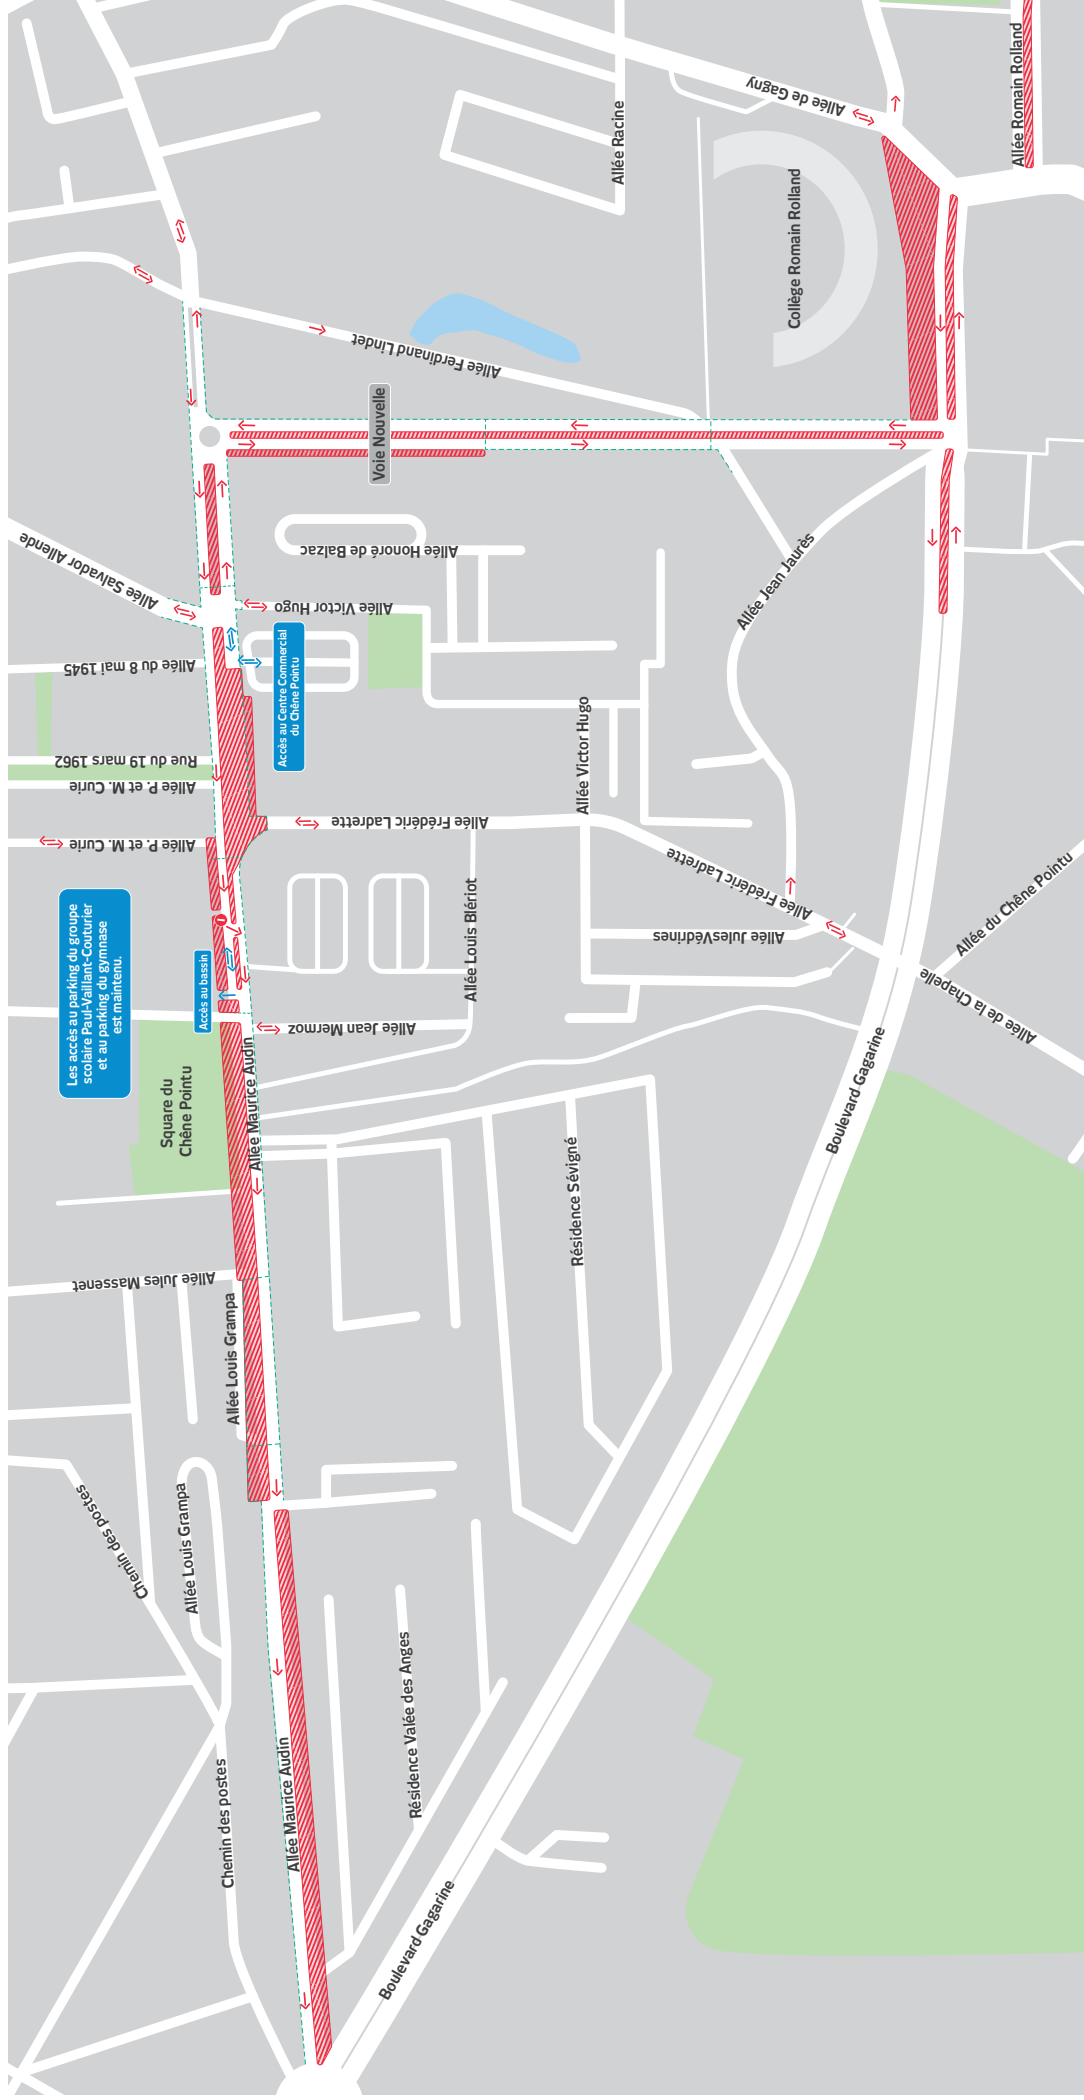 Allée Romain Rolland
Allée de Gagny
Allée Racine
Collège Romain Rolland
Allée Ferdinand Lindet
Voie Nouvelle
Allée Salvador Allende
Allée Honoré de Balzac
Allée Jean Jaurès
Allée Victor Hugo
Accès au Centre Commercial
du Chêne Pointu
Allée du 8 mai 1945
Allée Victor Hugo
Rue du 19 mars 1962
Allée P. et M. Curie
Allée Frédéric Ladrette
Allée P. et M. Curie
Allée Frédéric Ladrette
Allée du Chêne Pointu
Les accès au parking du groupe
scolaire Paul-Vaillant-Couturier
et au parking du gymnase
est maintenu.
Allée Louis Blériot
Allée JulesVédrines
Accès au bassin
Allée de la Chapelle
Allée Jean Mermoz
Boulevard Gagarine
Square du
Chêne Pointu
Allée Maurice Audin
Résidence Sévigné
Allée Jules Massenet
Allée Louis Grampa
Chemin des postes
Allée Louis Grampa
Résidence Valée des Anges
Allée Maurice Audin
Chemin des postes
Boulevard Gagarine